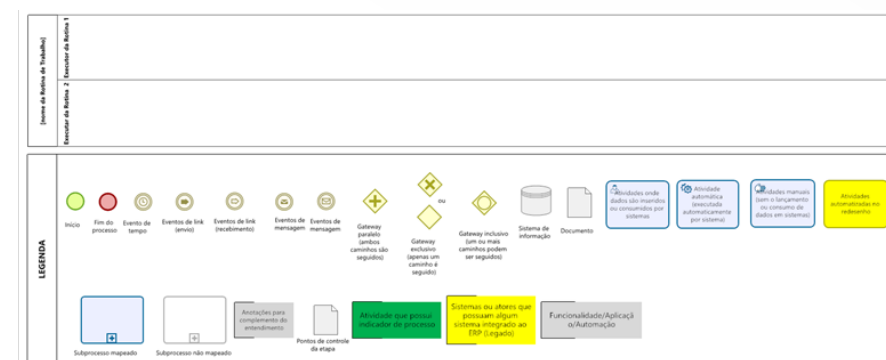 [nome da Rotina de Trabalho]
Executor da Rotina 1
Executar da Rotina 2
LEGENDA
Início
Fim do
processo
Evento de
tempo
Eventos de link
(envio)
Eventos de link
(recebimento)
Eventos de
mensagem
Eventos de
mensagem
Gateway
paralelo
(ambos
caminhos são
seguidos)
ou
Gateway
exclusivo
(apenas um
caminho é
seguido)
Gateway inclusivo
(um ou mais
caminhos podem
ser seguidos)
Sistema de
informação
Documento
Atividades onde
dados são inseridos
ou consumidos por
sistemas
Atividade
automática
(executada
automaticamente
por sistema)
Atividades manuais
(sem o lançamento
ou consumo de
dados em sistemas)
Atividades
automatizadas no
redesenho
Subprocesso mapeado
Subprocesso não mapeado
Anotações para
complemento do
entendimento
Pontos de controle
da etapa
Atividade que possui
indicador de processo
Sistemas ou atores que
possuam algum
sistema integrado ao
ERP (Legado)
Funcionalidade/Aplicaçã
o/Automação